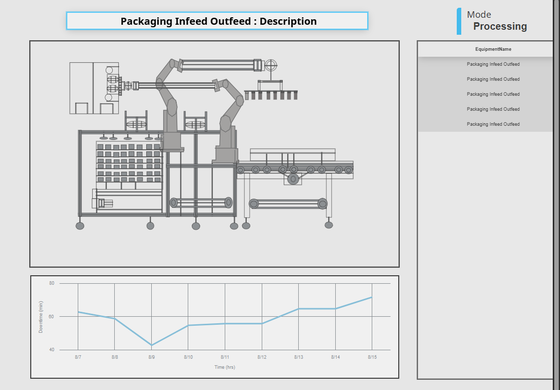 Packaging Infeed Outfeed : Description
Mode
Processing
EquipmentName
Packaging Infeed Outfeed
Packaging Infeed Outfeed
Packaging Infeed Outfeed
Packaging Infeed Outfeed
Packaging Infeed Outfeed
80
60
40
Downtime (min)
8/7 8/8 8/9 8/10 8/11 8/12 8/13 8/14 8/15
Time (hrs)